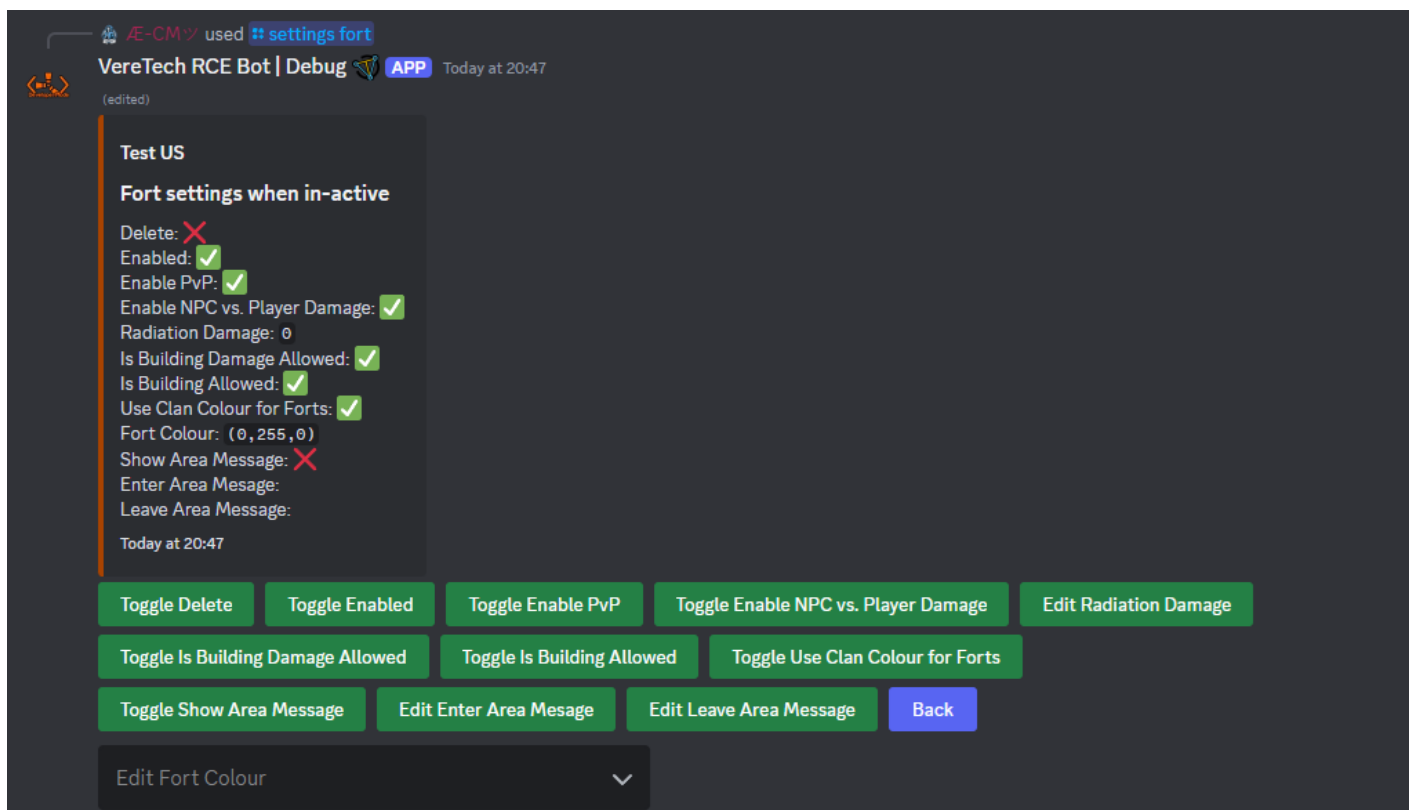 Æ-CMツ used settings fort
VereTech RCE Bot | Debug APP Today at 20:47
(edited)
Test US
Fort settings when in-active
Delete: ❌
Enabled: ✅
Enable PvP: ✅
Enable NPC vs. Player Damage: ✅
Radiation Damage: 0
Is Building Damage Allowed: ✅
Is Building Allowed: ✅
Use Clan Colour for Forts: ✅
Fort Colour: (0,255,0)
Show Area Message: ❌
Enter Area Mesage:
Leave Area Message:
Today at 20:47
Toggle Delete Toggle Enabled Toggle Enable PvP Toggle Enable NPC vs. Player Damage Edit Radiation Damage
Toggle Is Building Damage Allowed Toggle Is Building Allowed Toggle Use Clan Colour for Forts
Toggle Show Area Message Edit Enter Area Mesage Edit Leave Area Message Back
Edit Fort Colour